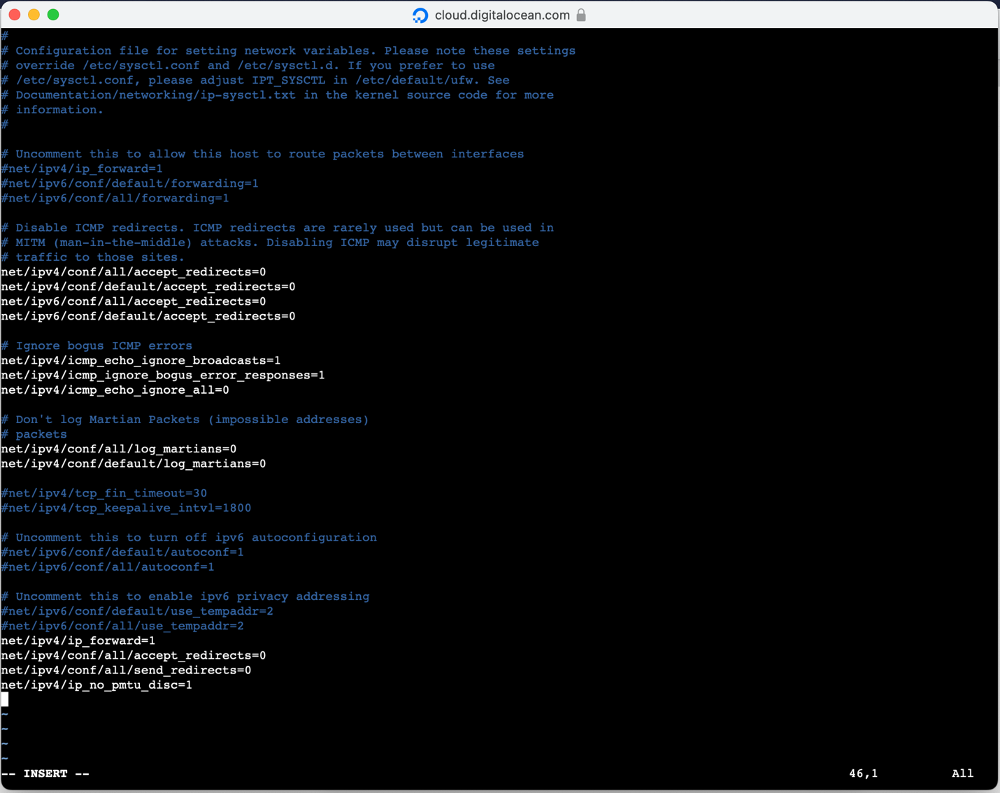 cloud.digitalocean.com
#
# Configuration file for setting network variables. Please note these settings
# override /etc/sysctl.conf and /etc/sysctl.d. If you prefer to use
# /etc/sysctl.conf, please adjust IPT_SYSCTL in /etc/default/ufw. See
# Documentation/networking/ip-sysctl.txt in the kernel source code for more
# information.
#
# Uncomment this to allow this host to route packets between interfaces
#net/ipv4/ip_forward=1
#net/ipv6/conf/default/forwarding=1
#net/ipv6/conf/all/forwarding=1
# Disable ICMP redirects. ICMP redirects are rarely used but can be used in
# MITM (man-in-the-middle) attacks. Disabling ICMP may disrupt legitimate
# traffic to those sites.
net/ipv4/conf/all/accept_redirects=0
net/ipv4/conf/default/accept_redirects=0
net/ipv6/conf/all/accept_redirects=0
net/ipv6/conf/default/accept_redirects=0
# Ignore bogus ICMP errors
net/ipv4/icmp_echo_ignore_broadcasts=1
net/ipv4/icmp_ignore_bogus_error_responses=1
net/ipv4/icmp_echo_ignore_all=0
# Don't log Martian Packets (impossible addresses)
# packets
net/ipv4/conf/all/log_martians=0
net/ipv4/conf/default/log_martians=0
#net/ipv4/tcp_fin_timeout=30
#net/ipv4/tcp_keepalive_intvl=1800
# Uncomment this to turn off ipv6 autoconfiguration
#net/ipv6/conf/default/autoconf=1
#net/ipv6/conf/all/autoconf=1
# Uncomment this to enable ipv6 privacy addressing
#net/ipv6/conf/default/use_tempaddr=2
#net/ipv6/conf/all/use_tempaddr=2
net/ipv4/ip_forward=1
net/ipv4/conf/all/accept_redirects=0
net/ipv4/conf/all/send_redirects=0
net/ipv4/ip_no_pmtu_disc=1
~
~
~
~
-- INSERT -- 46,1 All